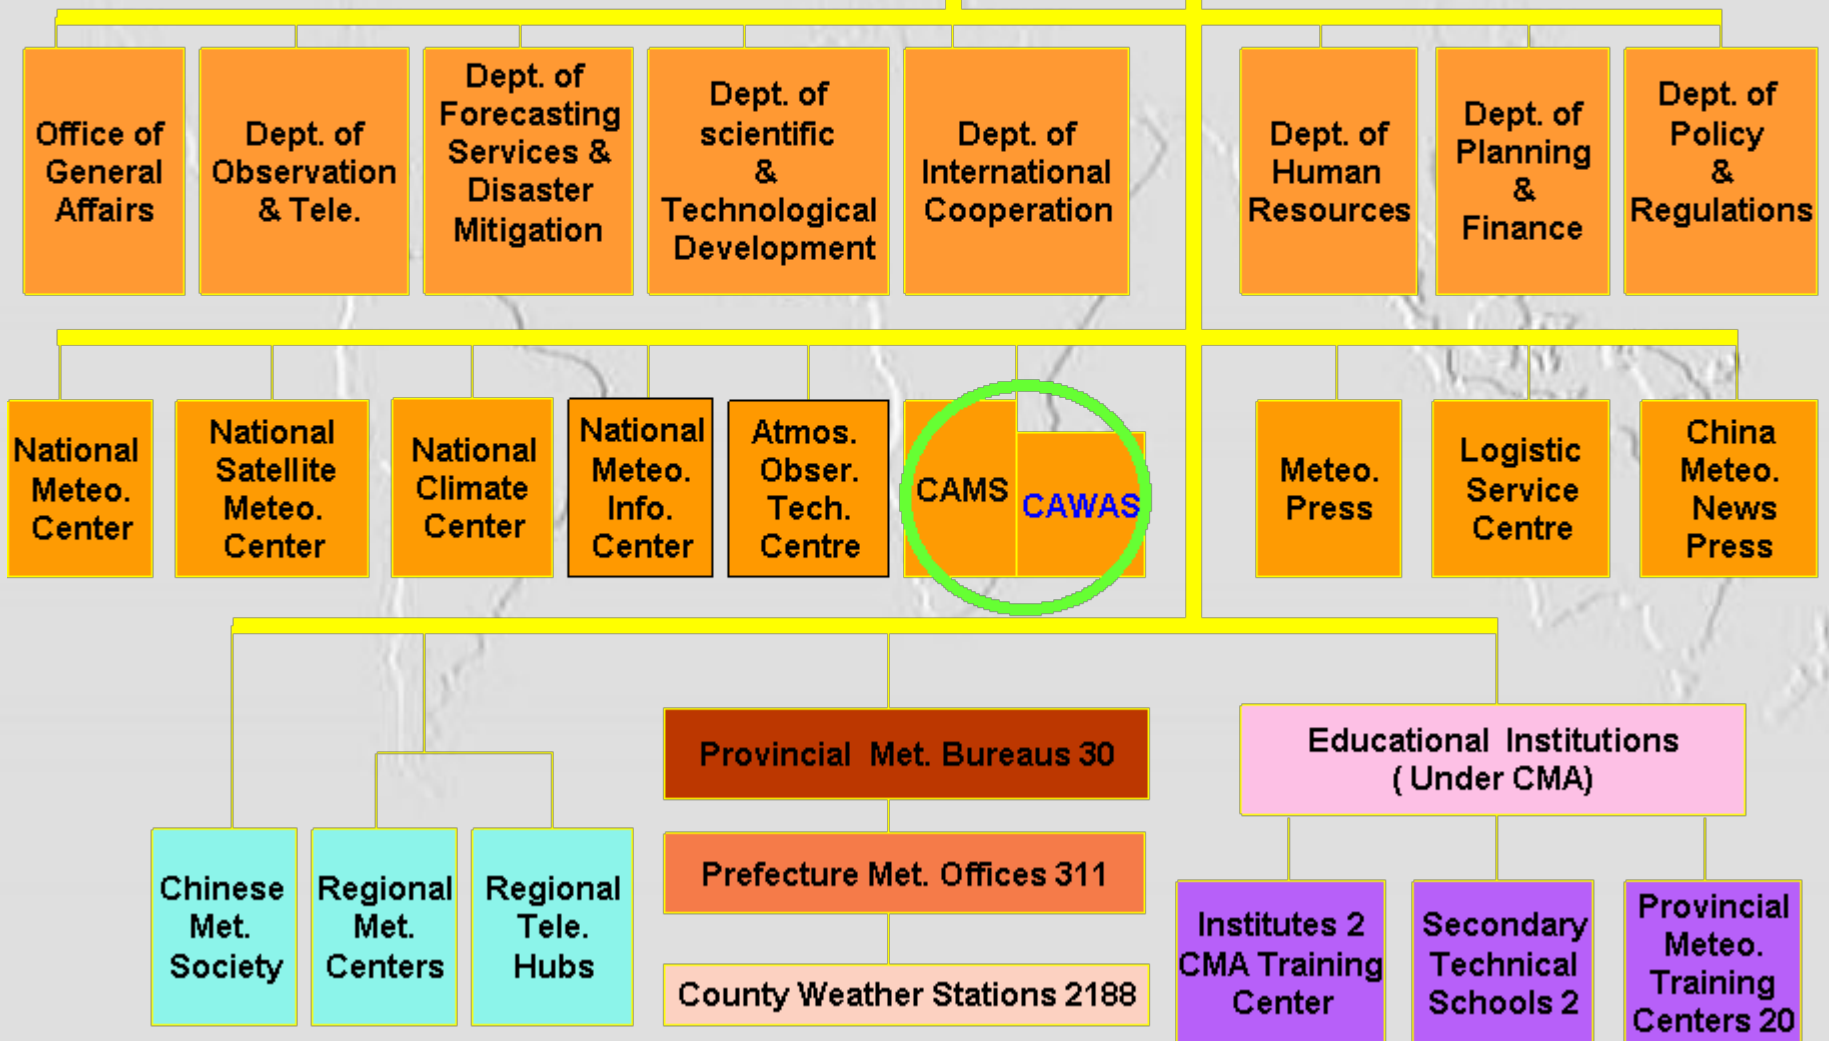 Office of
General
Affairs
Dept. of
Observation
& Tele.
Dept. of
Forecasting
Services &
Disaster
Mitigation
Dept. of
scientific
&
Technological
Development
Dept. of
International
Cooperation
Dept. of
Human
Resources
Dept. of
Planning
&
Finance
Dept. of
Policy
&
Regulations
National
Meteo.
Center
National
Satellite
Meteo.
Center
National
Climate
Center
National
Meteo.
Info.
Center
Atmos.
Obser.
Tech.
Centre
CAMS
CAWAS
Meteo.
Press
Logistic
Service
Centre
China
Meteo.
News
Press
Provincial Met. Bureaus 30
Prefecture Met. Offices 311
County Weather Stations 2188
Educational Institutions
( Under CMA)
Chinese
Met.
Society
Regional
Met.
Centers
Regional
Tele.
Hubs
Institutes 2
CMA Training
Center
Secondary
Technical
Schools 2
Provincial
Meteo.
Training
Centers 20